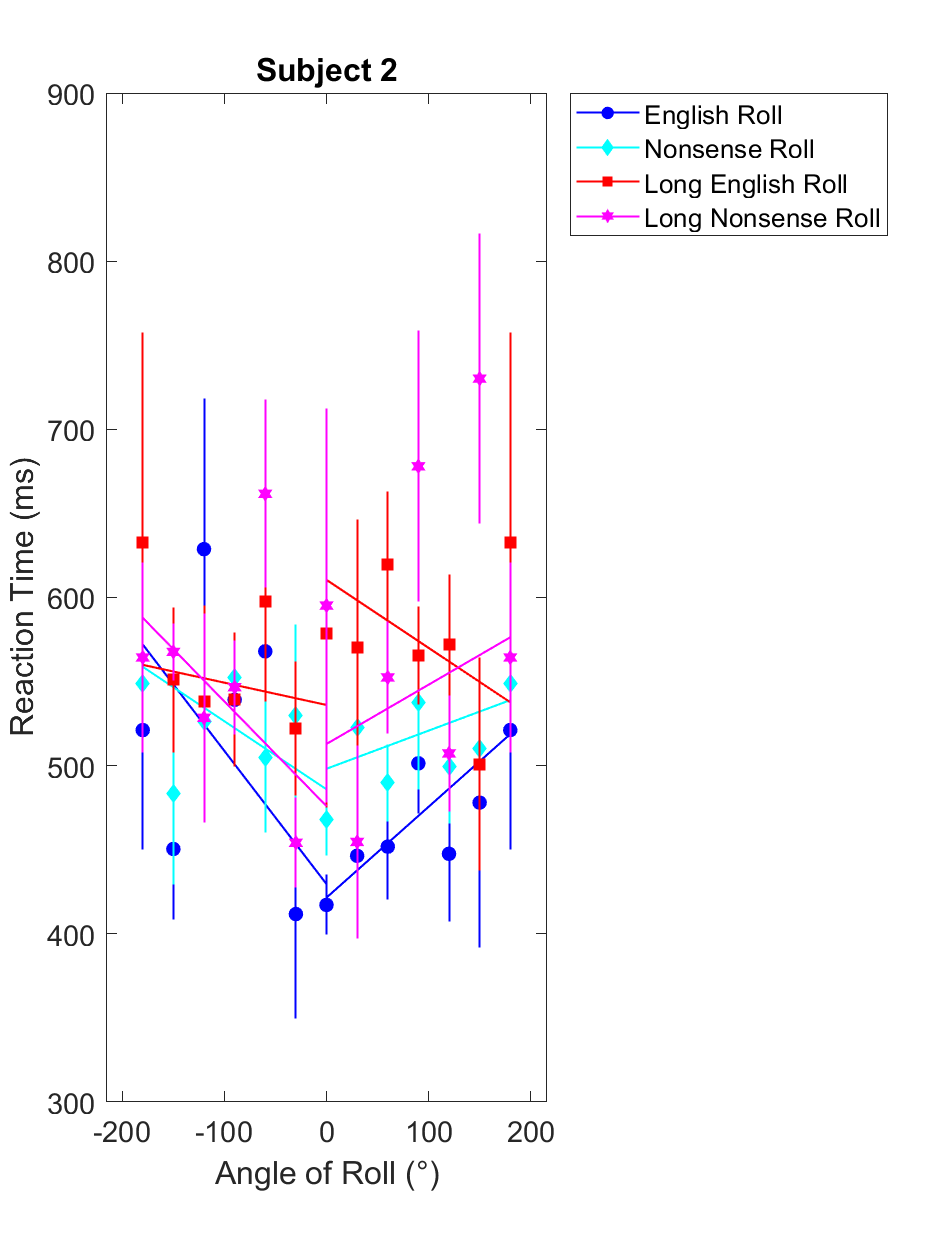 Subject 2
900
800
700
600
500
400
300
Reaction Time (ms)
-200 -100 0 100 200
Angle of Roll (°)
English Roll
Nonsense Roll
Long English Roll
Long Nonsense Roll